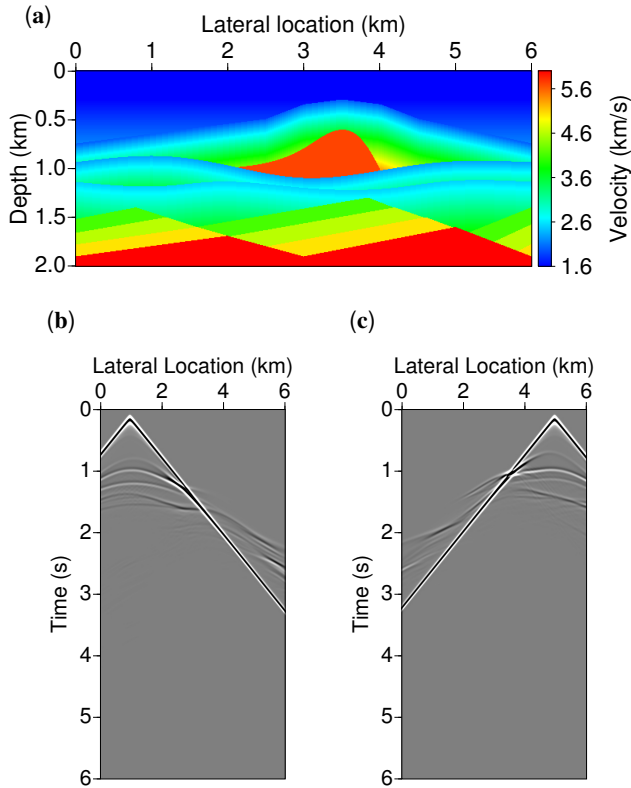 (a)
Lateral location (km)
0 1 2 3 4 5 6
Depth (km)
0
0.5
1.0
1.5
2.0
5.6
4.6
3.6
2.6
1.6
Velocity (km/s)
(b)
Lateral Location (km)
0 2 4 6
Time (s)
0
1
2
3
4
5
6
(c)
Lateral Location (km)
0 2 4 6
Time (s)
0
1
2
3
4
5
6